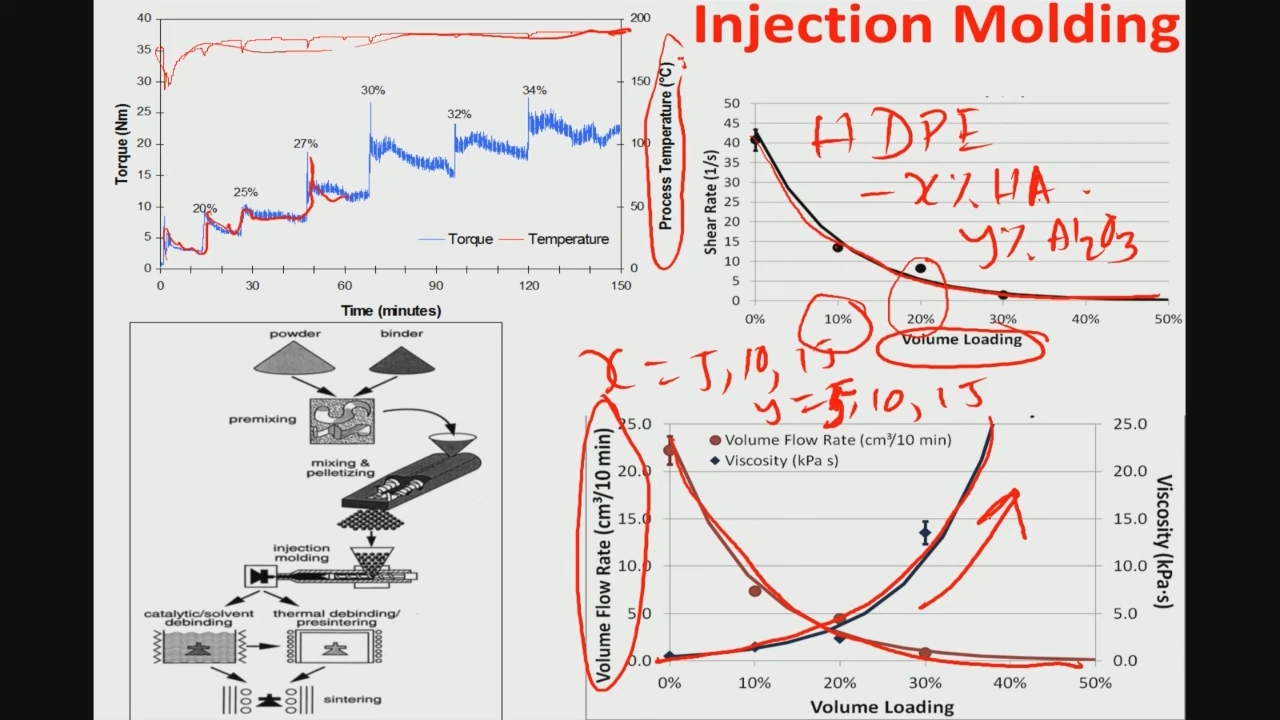 Injection Molding
40
35
30
25
20
15
10
5
0
Torque (Nm)
200
150
100
50
0
Process Temperature (°C)
20%
25%
27%
30%
32%
34%
Torque
Temperature
0
30
60
90
120
150
Time (minutes)
50
45
40
35
30
25
20
15
10
5
0
Shear Rate (1/s)
HDPE
- x% HA
y% Al2O3
0%
10%
20%
30%
40%
50%
Volume Loading
x = 5, 10, 15
y = 5, 10, 15
powder
binder
premixing
mixing &
pelletizing
injection
molding
catalytic/solvent
debinding
thermal debinding/
presintering
sintering
25.0
20.0
15.0
10.0
5.0
0.0
Volume Flow Rate (cm³/10 min)
Volume Flow Rate (cm³/10 min)
Viscosity (kPa s)
25.0
20.0
15.0
10.0
5.0
0.0
Viscosity (kPa·s)
0%
10%
20%
30%
40%
50%
Volume Loading